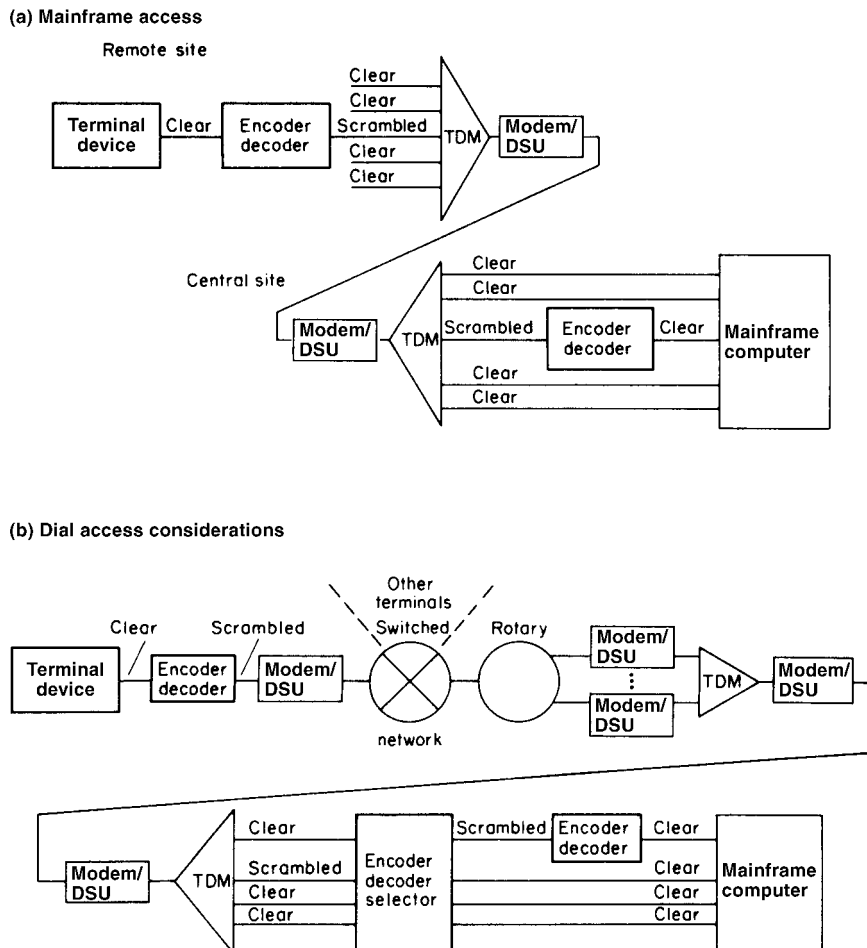 (a) Mainframe access
Remote site
Clear
Clear
Terminal
device
Clear
Encoder
decoder
Scrambled
TDM
Modem/
DSU
Clear
Clear
Central site
Clear
Clear
Modem/
DSU
TDM
Scrambled
Encoder
decoder
Clear
Mainframe
computer
Clear
Clear
(b) Dial access considerations
Other
terminals
Clear
Scrambled
Switched
Rotary
Terminal
device
Encoder
decoder
Modem/
DSU
network
Modem/
DSU
Modem/
DSU
TDM
Modem/
DSU
Modem/
DSU
TDM
Clear
Scrambled
Clear
Clear
Encoder
decoder
selector
Scrambled
Encoder
decoder
Clear
Clear
Clear
Clear
Mainframe
computer